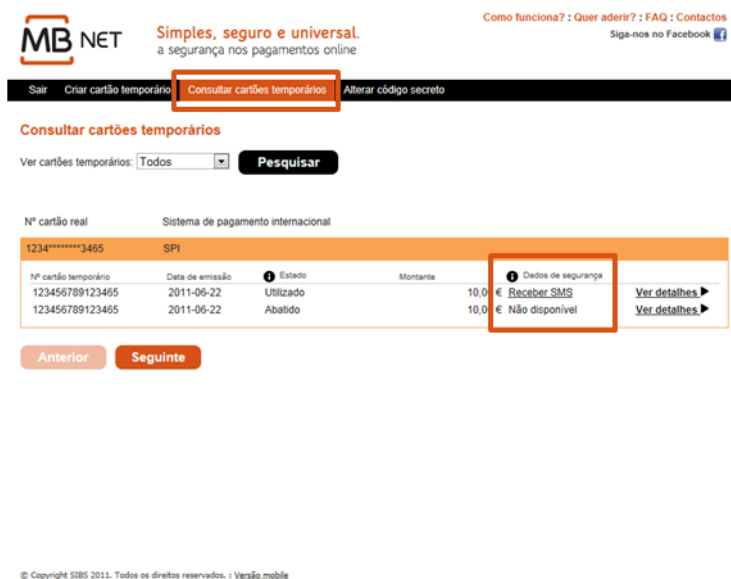 Como funciona? : Quer aderir? : FAQ : Contactos
Siga-nos no Facebook
MB NET
Simples, seguro e universal.
a segurança nos pagamentos online
Sair Criar cartão temporário Consultar cartões temporários Alterar código secreto
Consultar cartões temporários
Ver cartões temporários: Todos Pesquisar
Nº cartão real Sistema de pagamento internacional
1234********3465 SPI
Nº cartão temporário Data de emissão Estado Montante Dados de segurança
123456789123465 2011-06-22 Utilizado 10,0 € Receber SMS Ver detalhes
123456789123465 2011-06-22 Abatido 10,0 € Não disponível Ver detalhes
Anterior Seguinte
© Copyright SIBS 2011. Todos os direitos reservados. : Versão mobile